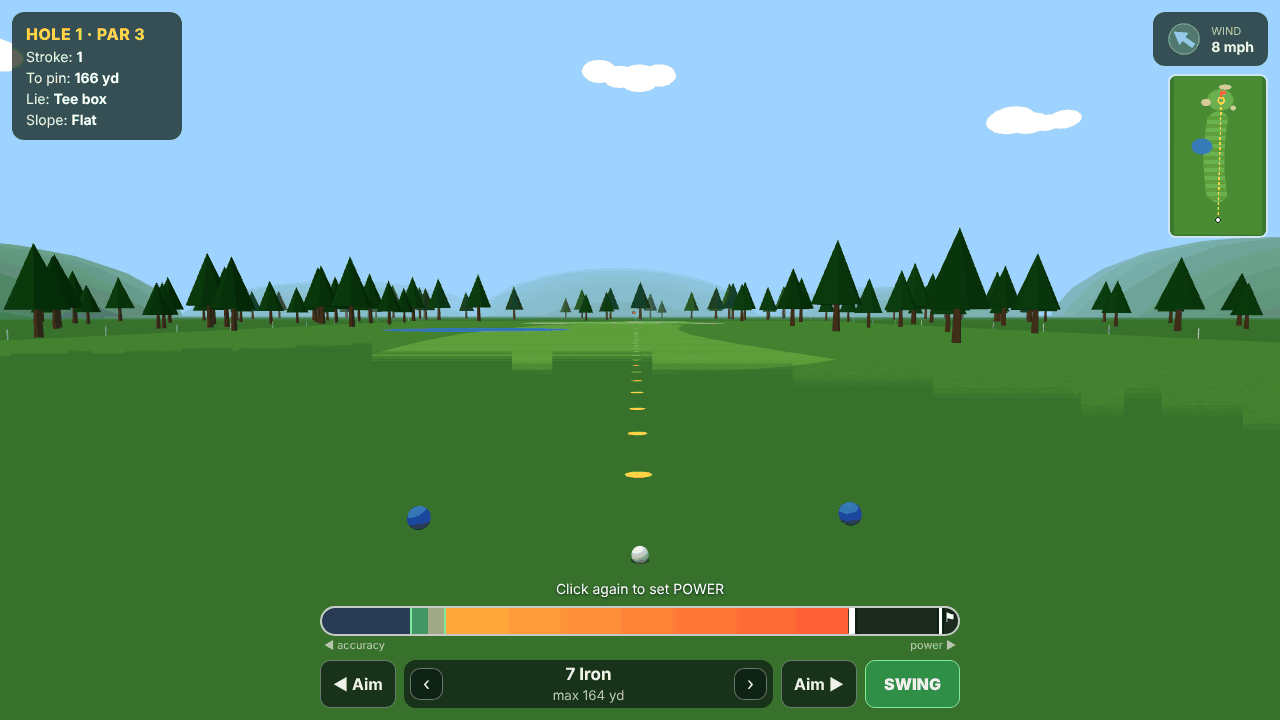 HOLE 1 · PAR 3
Stroke: 1
To pin: 166 yd
Lie: Tee box
Slope: Flat
WIND
8 mph
Click again to set POWER
◀ accuracy
power ▶
◀ Aim
‹
7 Iron
max 164 yd
›
Aim ▶
SWING